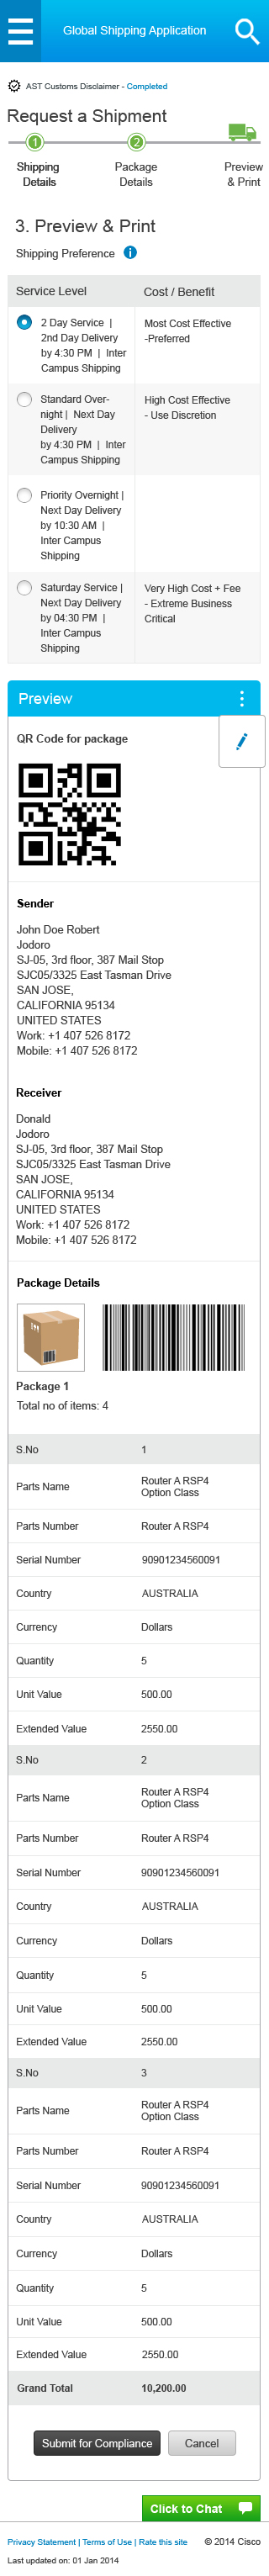 Global Shipping Application
AST Customs Disclaimer - Completed
Request a Shipment
1 2
Shipping Package Preview
Details Details & Print
3. Preview & Print
Shipping Preference i
Service Level Cost / Benefit
2 Day Service | Most Cost Effective
2nd Day Delivery -Preferred
by 4:30 PM | Inter
Campus Shipping
Standard Over- High Cost Effective
night | Next Day - Use Discretion
Delivery
by 4:30 PM | Inter
Campus Shipping
Priority Overnight |
Next Day Delivery
by 10:30 AM |
Inter Campus
Shipping
Saturday Service | Very High Cost + Fee
Next Day Delivery - Extreme Business
by 04:30 PM | Critical
Inter Campus
Shipping
Preview
QR Code for package
Sender
John Doe Robert
Jodoro
SJ-05, 3rd floor, 387 Mail Stop
SJC05/3325 East Tasman Drive
SAN JOSE,
CALIFORNIA 95134
UNITED STATES
Work: +1 407 526 8172
Mobile: +1 407 526 8172
Receiver
Donald
Jodoro
SJ-05, 3rd floor, 387 Mail Stop
SJC05/3325 East Tasman Drive
SAN JOSE,
CALIFORNIA 95134
UNITED STATES
Work: +1 407 526 8172
Mobile: +1 407 526 8172
Package Details
Package 1
Total no of items: 4
S.No 1
Parts Name Router A RSP4
Option Class
Parts Number Router A RSP4
Serial Number 90901234560091
Country AUSTRALIA
Currency Dollars
Quantity 5
Unit Value 500.00
Extended Value 2550.00
S.No 2
Parts Name Router A RSP4
Option Class
Parts Number Router A RSP4
Serial Number 90901234560091
Country AUSTRALIA
Currency Dollars
Quantity 5
Unit Value 500.00
Extended Value 2550.00
S.No 3
Parts Name Router A RSP4
Option Class
Parts Number Router A RSP4
Serial Number 90901234560091
Country AUSTRALIA
Currency Dollars
Quantity 5
Unit Value 500.00
Extended Value 2550.00
Grand Total 10,200.00
Submit for Compliance Cancel
Click to Chat
Privacy Statement | Terms of Use | Rate this site © 2014 Cisco
Last updated on: 01 Jan 2014